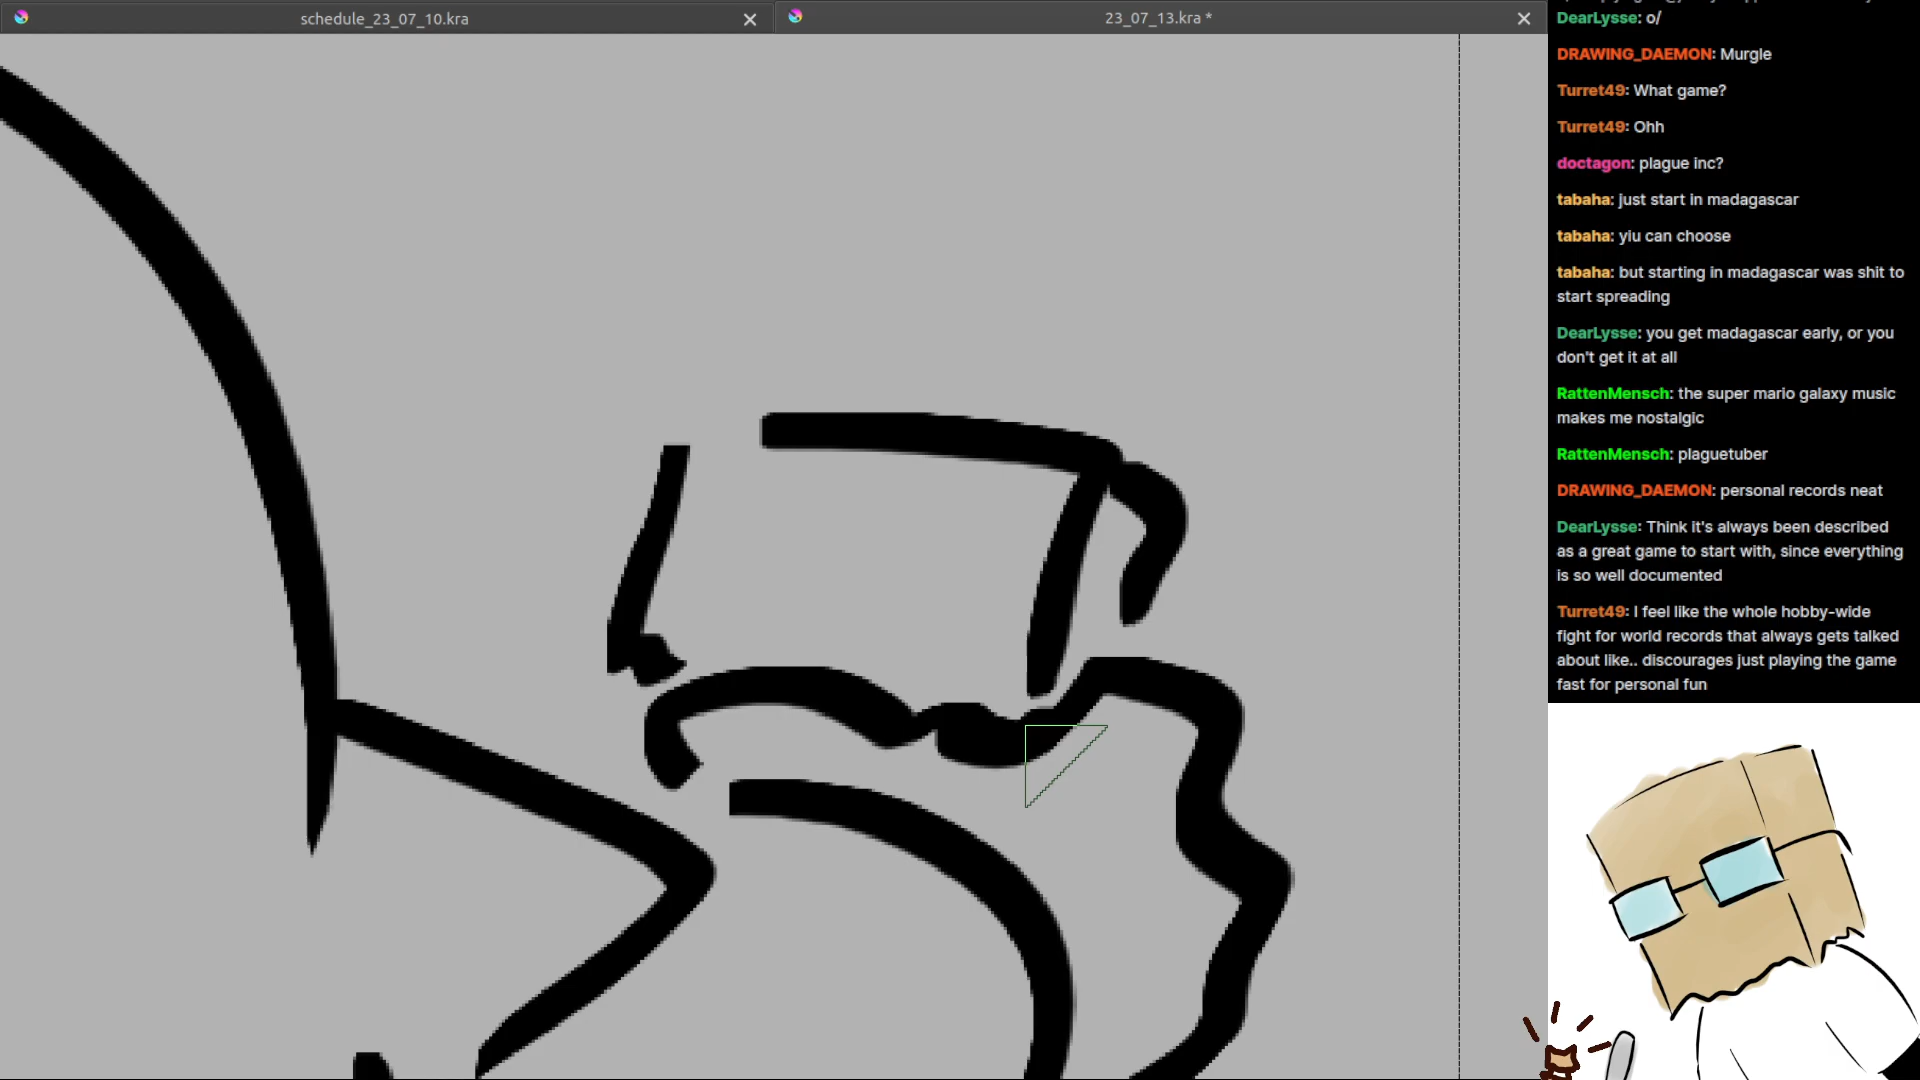 schedule_23_07_10.kra
23_07_13.kra *
DearLysse: o/
DRAWING_DAEMON: Murgle
Turret49: What game?
Turret49: Ohh
doctagon: plague inc?
tabaha: just start in madagascar
tabaha: yiu can choose
tabaha: but starting in madagascar was shit to
start spreading
DearLysse: you get madagascar early, or you
don't get it at all
RattenMensch: the super mario galaxy music
makes me nostalgic
RattenMensch: plaguetuber
DRAWING_DAEMON: personal records neat
DearLysse: Think it's always been described
as a great game to start with, since everything
is so well documented
Turret49: I feel like the whole hobby-wide
fight for world records that always gets talked
about like.. discourages just playing the game
fast for personal fun